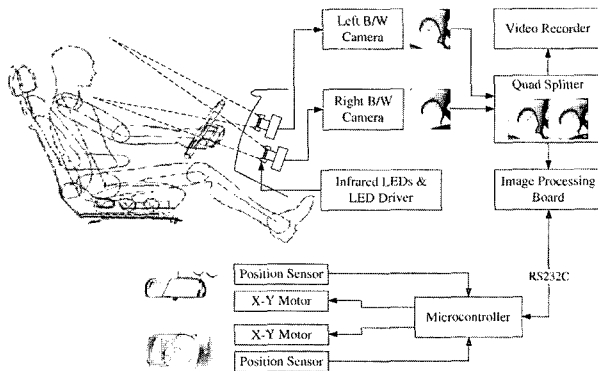 Left B/W
Camera
Video Recorder
Right B/W
Camera
Quad Splitter
Infrared LEDs &
LED Driver
Image Processing
Board
RS232C
Position Sensor
X-Y Motor
Microcontroller
X-Y Motor
Position Sensor